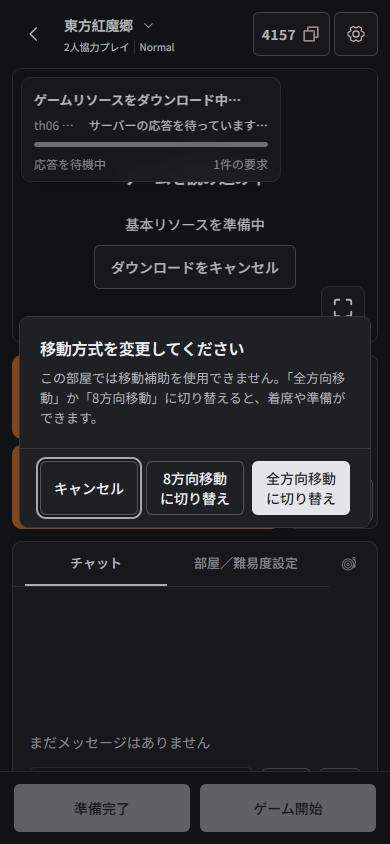 東方紅魔郷
2人協力プレイ Normal
4157
ゲームリソースをダウンロード中…
th06 … サーバーの応答を待っています…
応答を待機中 1件の要求
基本リソースを準備中
ダウンロードをキャンセル
移動方式を変更してください
この部屋では移動補助を使用できません。「全方向移
動」か「8方向移動」に切り替えると、着席や準備が
できます。
キャンセル
8方向移動
に切り替え
全方向移動
に切り替え
チャット 部屋／難易度設定
まだメッセージはありません
準備完了 ゲーム開始